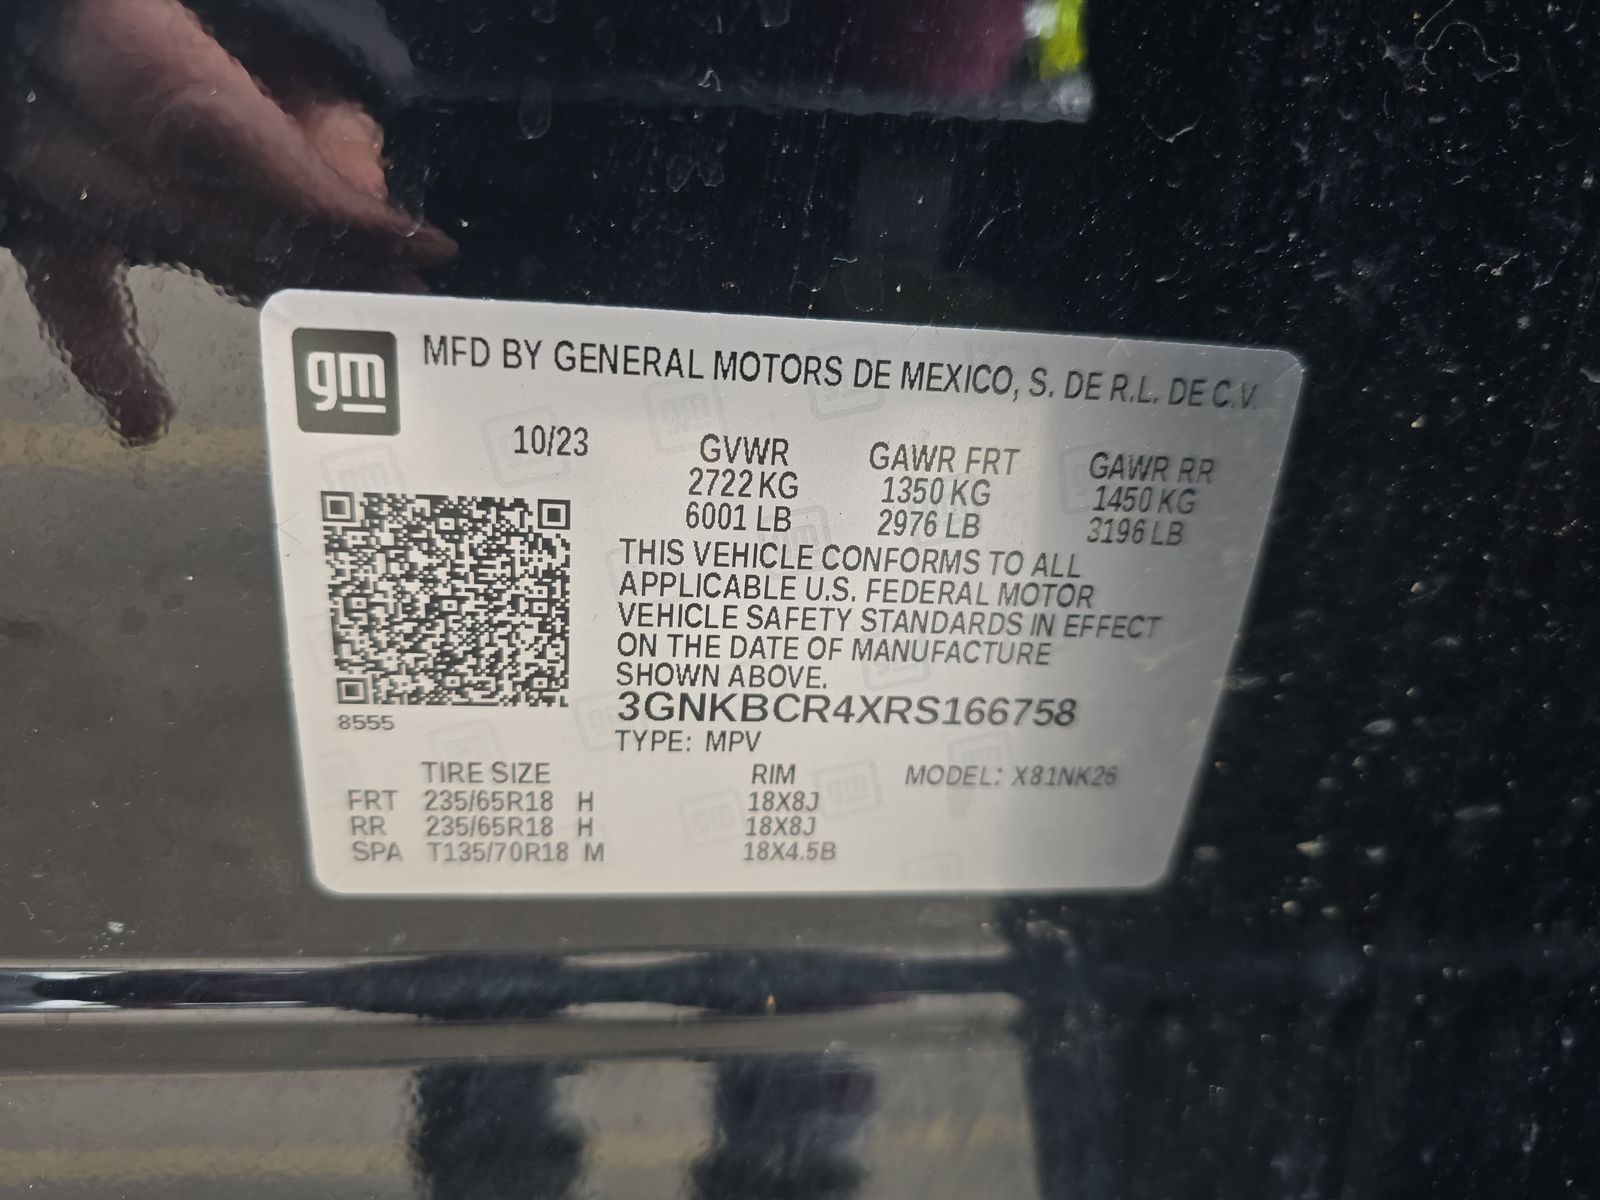 gm
MFD BY GENERAL MOTORS DE MEXICO, S. DE R.L. DE C.V.
10/23
GVWR GAWR FRT GAWR RR
2722 KG 1350 KG 1450 KG
6001 LB 2976 LB 3196 LB
THIS VEHICLE CONFORMS TO ALL
APPLICABLE U.S. FEDERAL MOTOR
VEHICLE SAFETY STANDARDS IN EFFECT
ON THE DATE OF MANUFACTURE
SHOWN ABOVE.
3GNKBCR4XRS166758
8555
TYPE: MPV
TIRE SIZE RIM MODEL: X81NK26
FRT 235/65R18 H 18X8J
RR 235/65R18 H 18X8J
SPA T135/70R18 M 18X4.5B